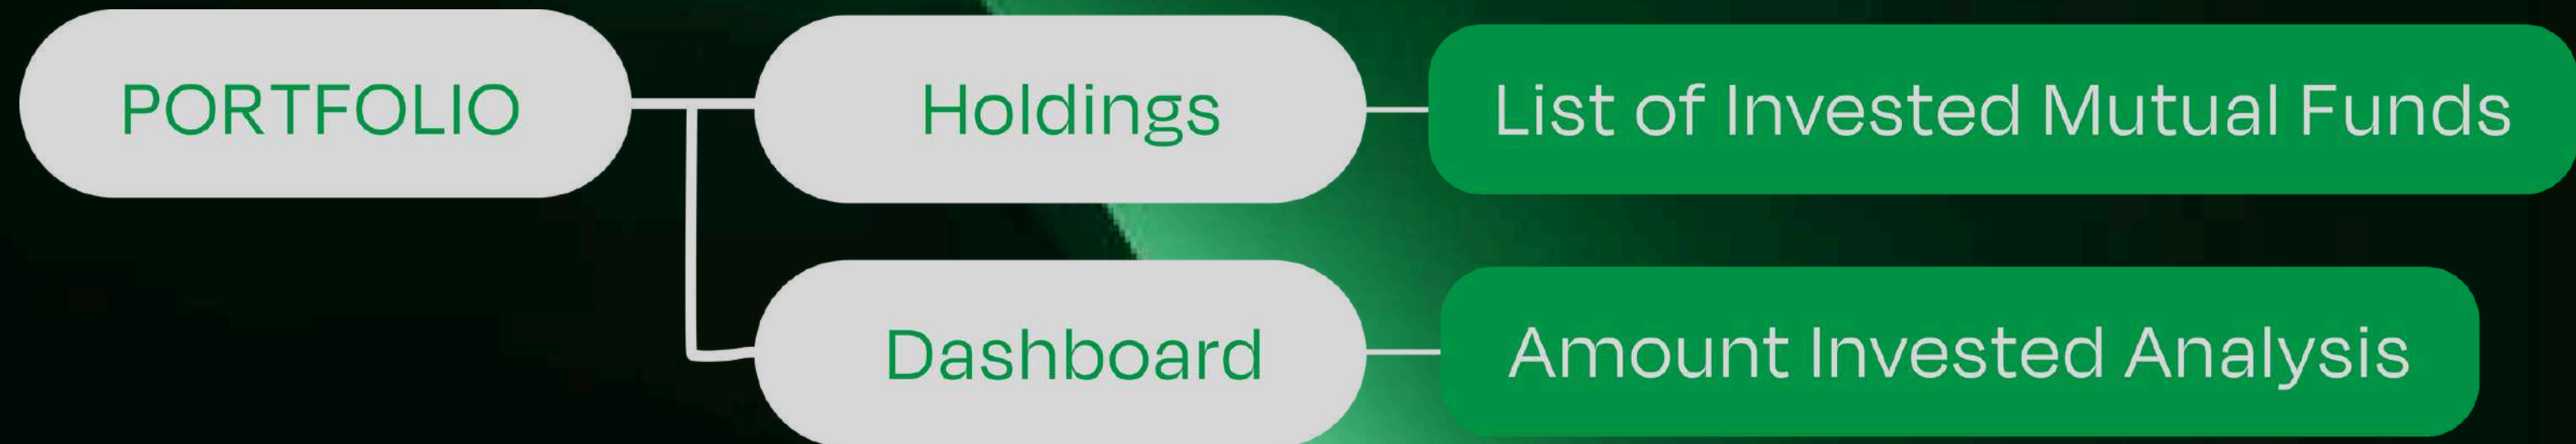 PORTFOLIO
Holdings
List of Invested Mutual Funds
Dashboard
Amount Invested Analysis